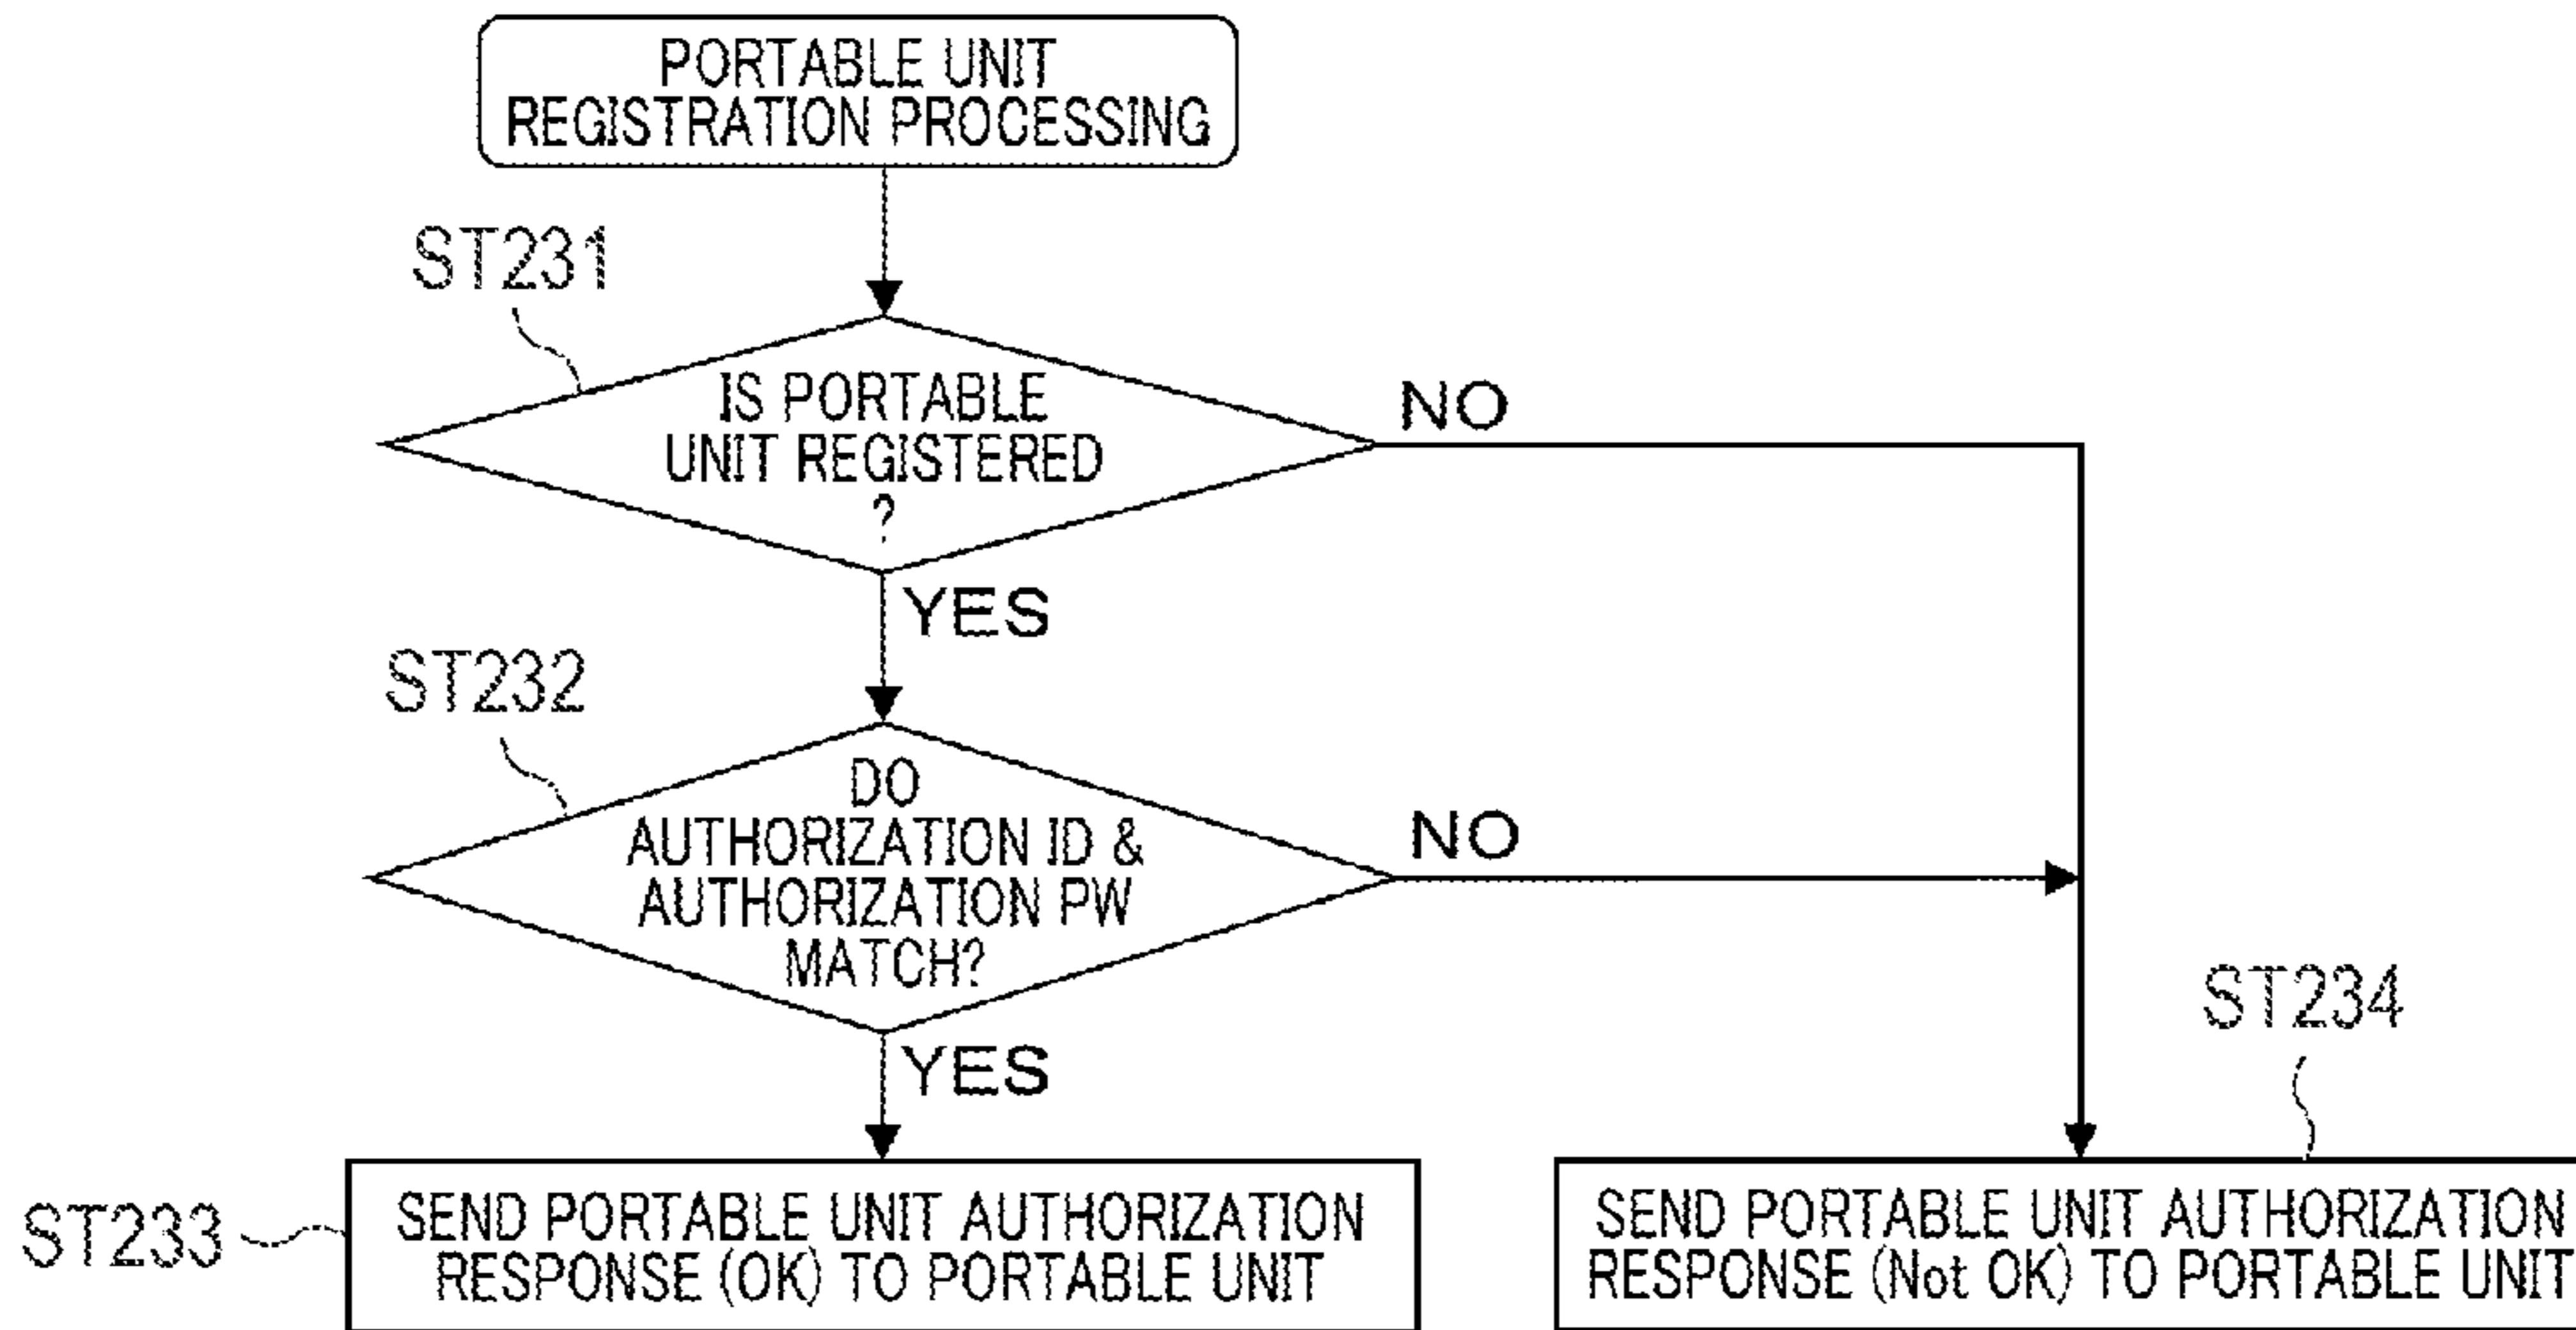 PORTABLE UNIT
REGISTRATION PROCESSING
ST231
IS PORTABLE
UNIT REGISTERED
?
NO
YES
ST232
DO
AUTHORIZATION ID &
AUTHORIZATION PW
MATCH?
NO
YES
ST233
SEND PORTABLE UNIT AUTHORIZATION
RESPONSE (OK) TO PORTABLE UNIT
ST234
SEND PORTABLE UNIT AUTHORIZATION
RESPONSE (Not OK) TO PORTABLE UNIT